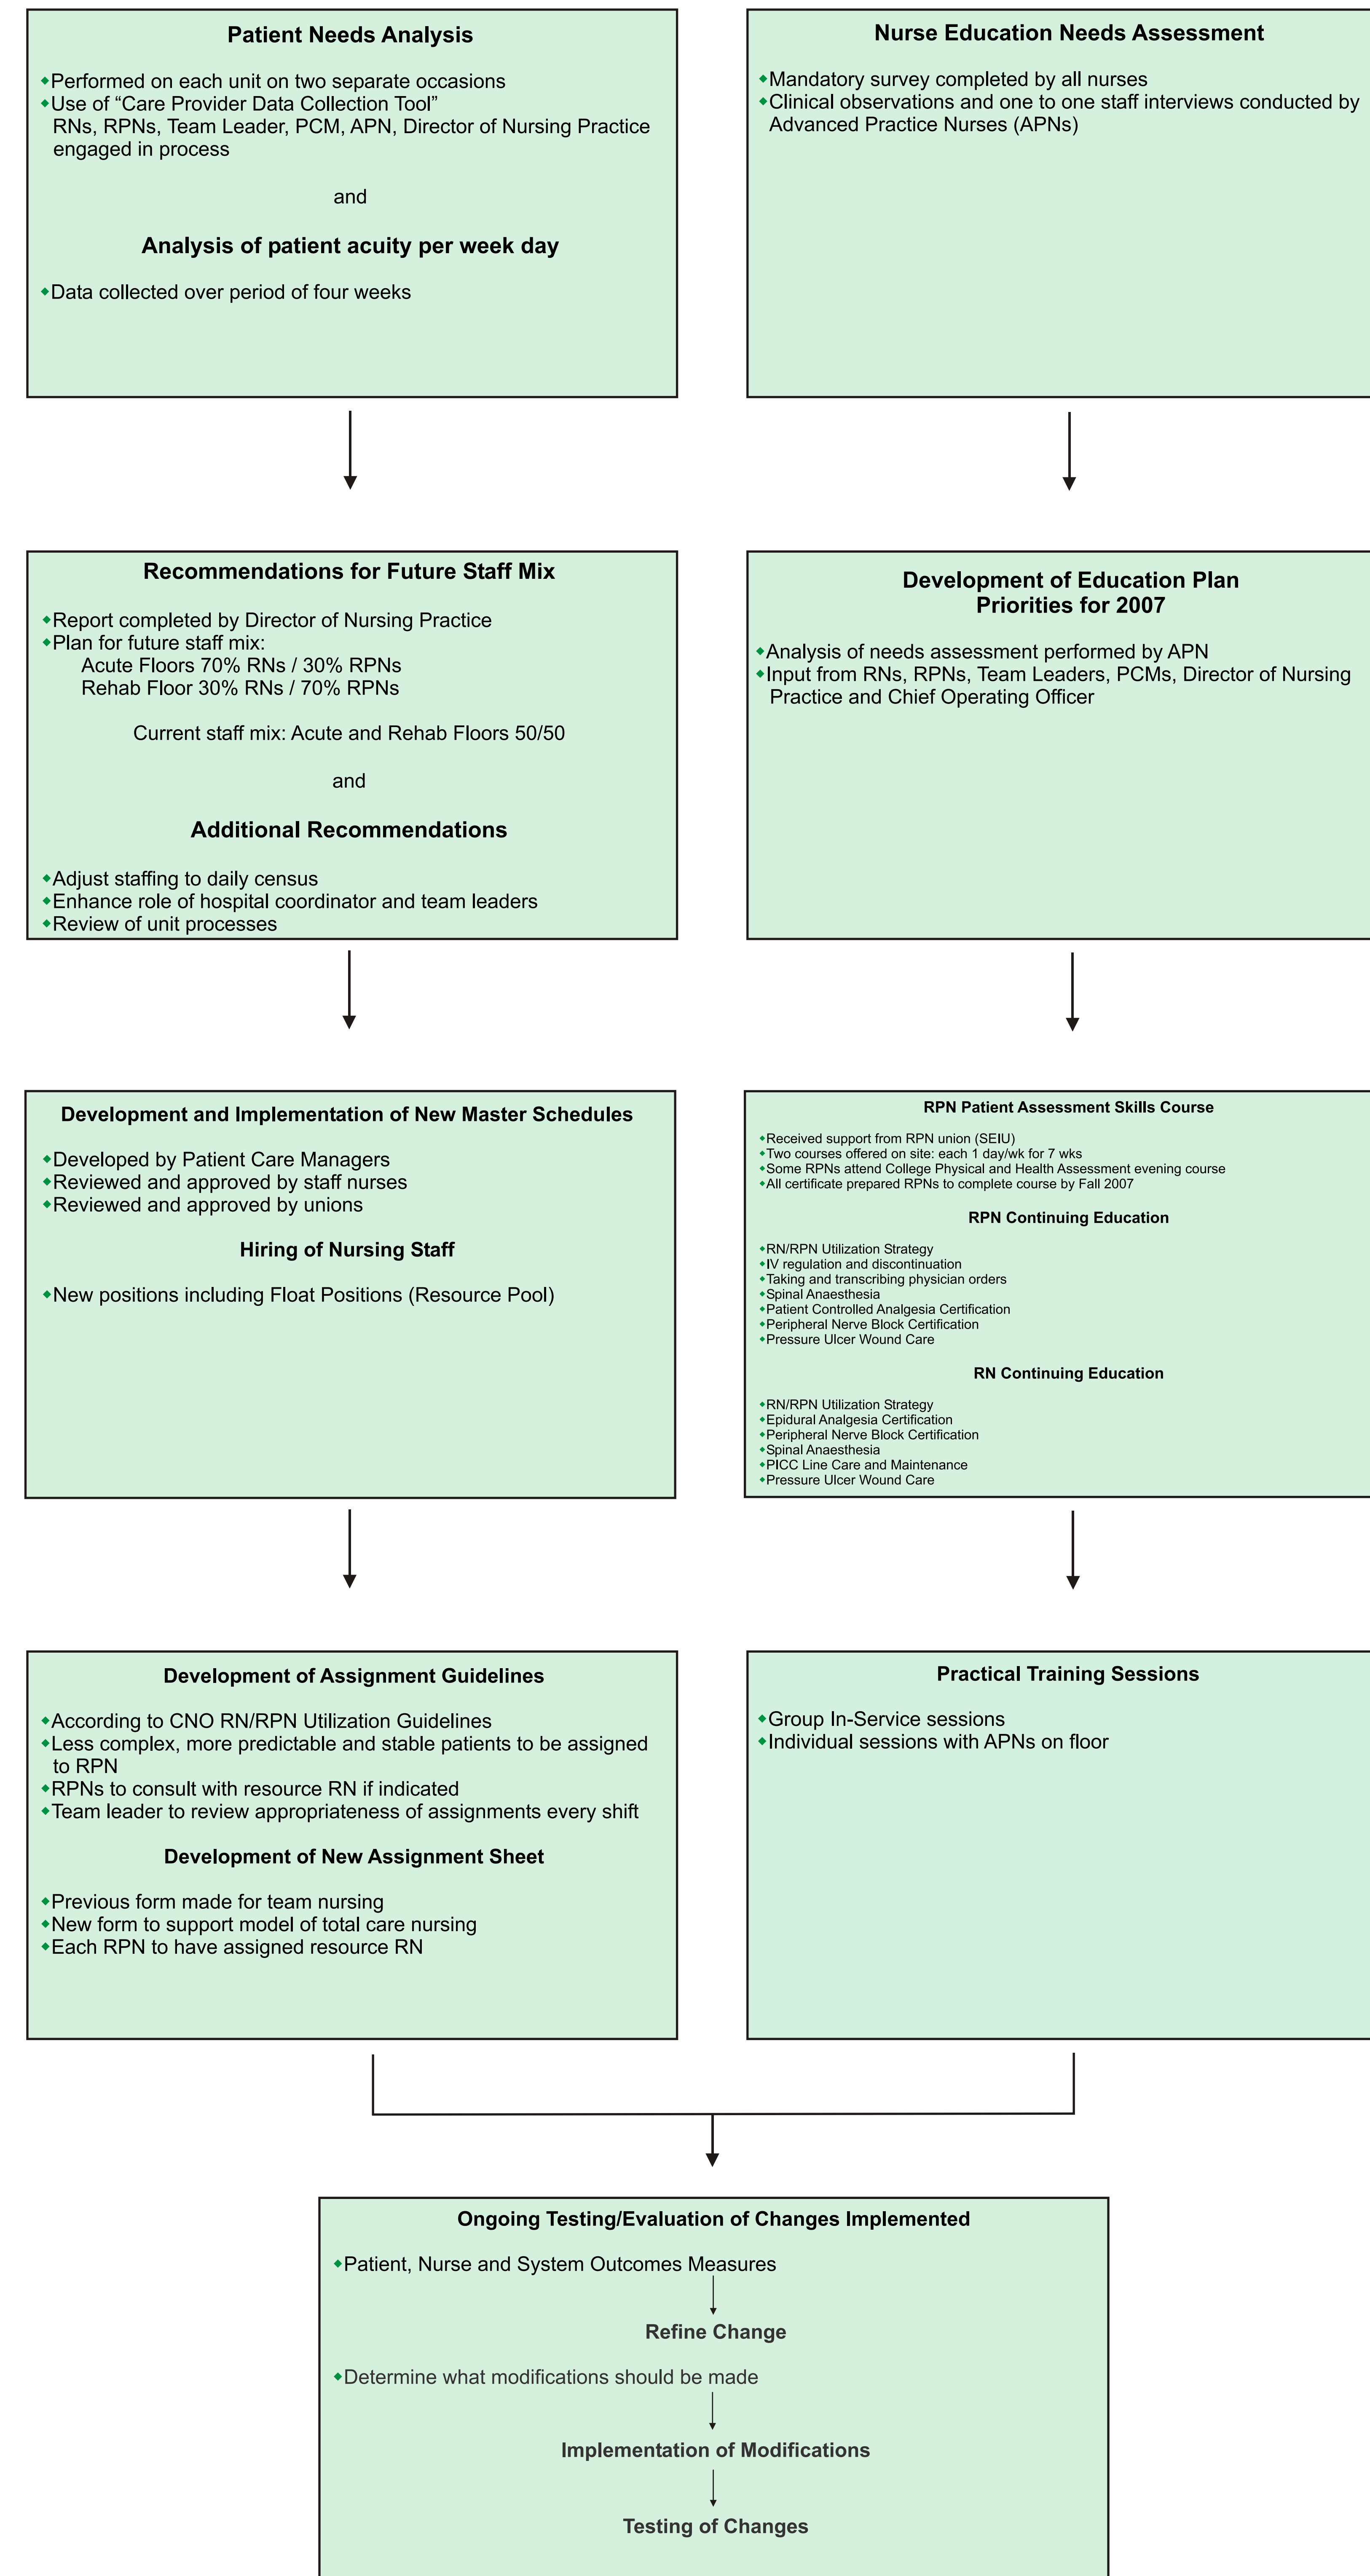 Patient Needs Analysis
◆Performed on each unit on two separate occasions
◆Use of “Care Provider Data Collection Tool”
RNs, RPNs, Team Leader, PCM, APN, Director of Nursing Practice
engaged in process
and
Analysis of patient acuity per week day
◆Data collected over period of four weeks
Nurse Education Needs Assessment
◆Mandatory survey completed by all nurses
◆Clinical observations and one to one staff interviews conducted by
Advanced Practice Nurses (APNs)
Recommendations for Future Staff Mix
◆Report completed by Director of Nursing Practice
◆Plan for future staff mix:
Acute Floors 70% RNs / 30% RPNs
Rehab Floor 30% RNs / 70% RPNs
Current staff mix: Acute and Rehab Floors 50/50
and
Additional Recommendations
◆Adjust staffing to daily census
◆Enhance role of hospital coordinator and team leaders
◆Review of unit processes
Development of Education Plan
Priorities for 2007
◆Analysis of needs assessment performed by APN
◆Input from RNs, RPNs, Team Leaders, PCMs, Director of Nursing
Practice and Chief Operating Officer
Development and Implementation of New Master Schedules
◆Developed by Patient Care Managers
◆Reviewed and approved by staff nurses
◆Reviewed and approved by unions
Hiring of Nursing Staff
◆New positions including Float Positions (Resource Pool)
RPN Patient Assessment Skills Course
◆Received support from RPN union (SEIU)
◆Two courses offered on site: each 1 day/wk for 7 wks
◆Some RPNs attend College Physical and Health Assessment evening course
◆All certificate prepared RPNs to complete course by Fall 2007
RPN Continuing Education
◆RN/RPN Utilization Strategy
◆IV regulation and discontinuation
◆Taking and transcribing physician orders
◆Spinal Anaesthesia
◆Patient Controlled Analgesia Certification
◆Peripheral Nerve Block Certification
◆Pressure Ulcer Wound Care
RN Continuing Education
◆RN/RPN Utilization Strategy
◆Epidural Analgesia Certification
◆Peripheral Nerve Block Certification
◆Spinal Anaesthesia
◆PICC Line Care and Maintenance
◆Pressure Ulcer Wound Care
Development of Assignment Guidelines
◆According to CNO RN/RPN Utilization Guidelines
◆Less complex, more predictable and stable patients to be assigned
to RPN
◆RPNs to consult with resource RN if indicated
◆Team leader to review appropriateness of assignments every shift
Development of New Assignment Sheet
◆Previous form made for team nursing
◆New form to support model of total care nursing
◆Each RPN to have assigned resource RN
Practical Training Sessions
◆Group In-Service sessions
◆Individual sessions with APNs on floor
Ongoing Testing/Evaluation of Changes Implemented
◆Patient, Nurse and System Outcomes Measures
Refine Change
◆Determine what modifications should be made
Implementation of Modifications
Testing of Changes